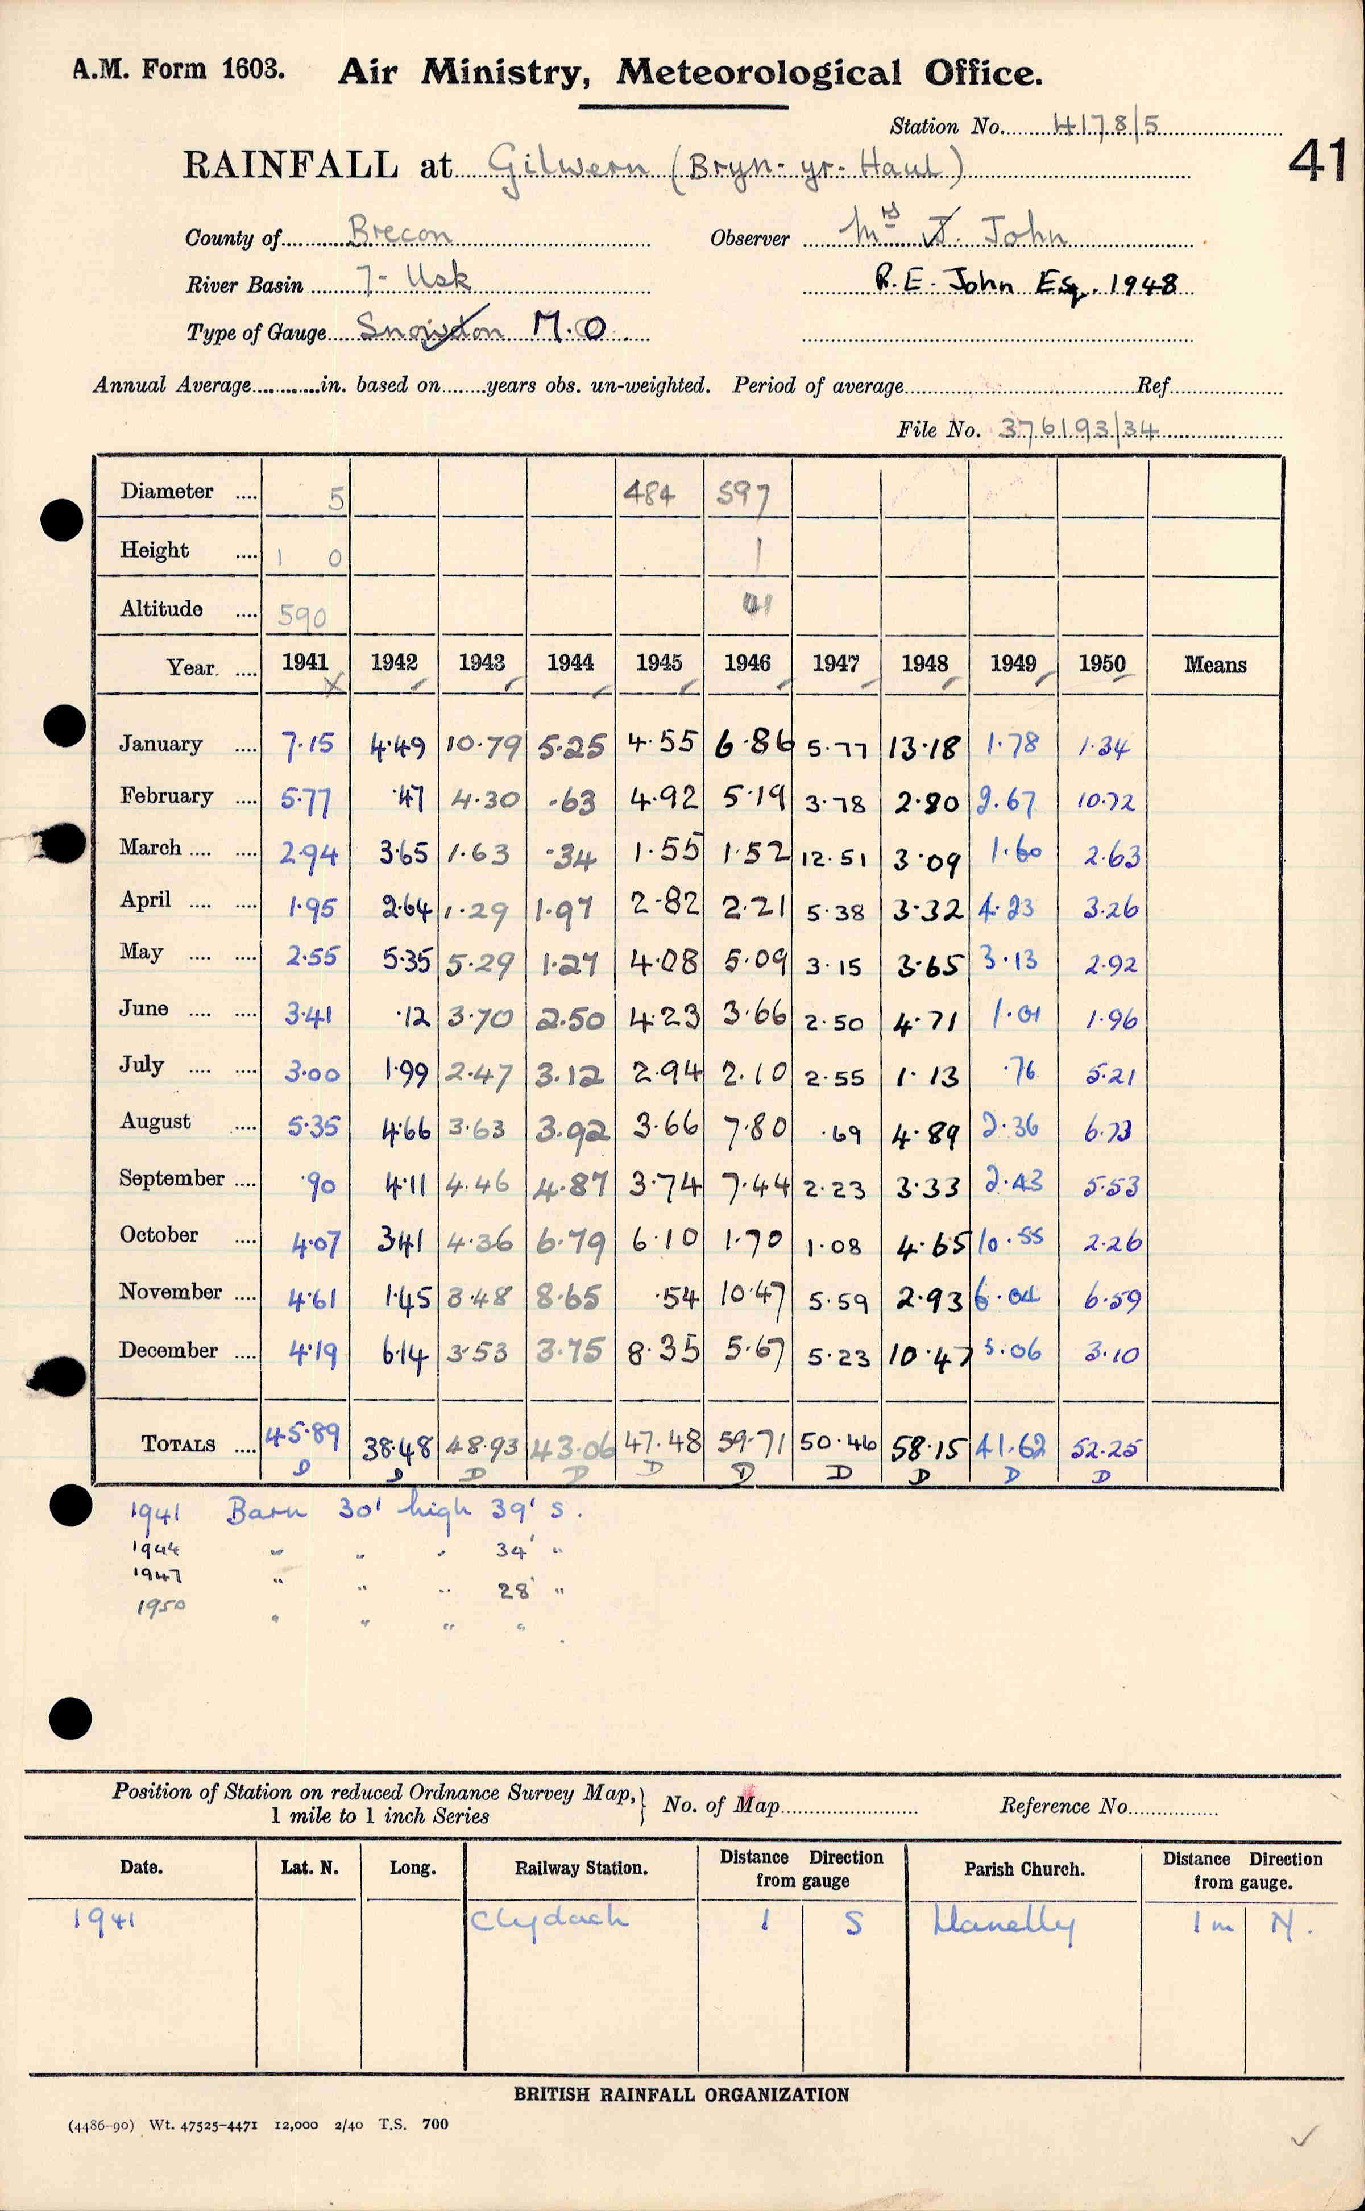 A.M. Form 1603. Air Ministry, Meteorological Office.
Station No. 4178/5
41
RAINFALL at Gilwern (Bryn-yr-Haul)
County of Brecon Observer Mrs J. John
River Basin 7- Usk R.E. John Esq. 1948
Type of Gauge Snowdon M.O.
Annual Average in. based on years obs. un-weighted. Period of average Ref.
File No. 376193/34
Diameter 5 484 597
Height 1 0 1
Altitude 590
Year 1941 1942 1943 1944 1945 1946 1947 1948 1949 1950 Means
January 7.15 4.49 10.79 5.25 4.55 6.86 5.77 13.18 1.78 1.34
February 5.77 .47 4.30 .63 4.92 5.19 3.78 2.80 2.67 10.72
March 2.94 3.65 1.63 .34 1.55 1.52 12.51 3.09 1.60 2.63
April 1.95 2.64 1.29 1.97 2.82 2.21 5.38 3.32 4.23 3.26
May 2.55 5.35 5.29 1.27 4.08 5.09 3.15 3.65 3.13 2.92
June 3.41 .12 3.70 2.50 4.23 3.66 2.50 4.71 1.01 1.96
July 3.00 1.99 2.47 3.12 2.94 2.10 2.55 1.13 .76 5.21
August 5.35 4.66 3.63 3.92 3.66 7.80 .69 4.89 2.36 6.73
September .90 4.11 4.46 4.87 3.74 7.44 2.23 3.33 2.43 5.53
October 4.07 3.41 4.36 6.79 6.10 1.70 1.08 4.65 10.55 2.26
November 4.61 1.45 3.48 8.65 .54 10.47 5.59 2.93 6.04 6.59
December 4.19 6.14 3.53 3.75 8.35 5.67 5.23 10.47 5.06 3.10
TOTALS 45.89 38.48 48.93 43.06 47.48 59.71 50.46 58.15 41.62 52.25
D D D D D D D D D D
1941 Barn 30' high 39' S.
1944 " " " 34' "
1947 " " " 28' "
1950 " " " "
Position of Station on reduced Ordnance Survey Map, } No. of Map Reference No.
1 mile to 1 inch Series
Date. Lat. N. Long. Railway Station. Distance Direction from gauge Parish Church. Distance Direction from gauge.
1941 Clydach 1 S Llanelly 1 m N.
BRITISH RAINFALL ORGANIZATION
(4486-90) Wt. 47525-4471 12,000 2/40 T.S. 700